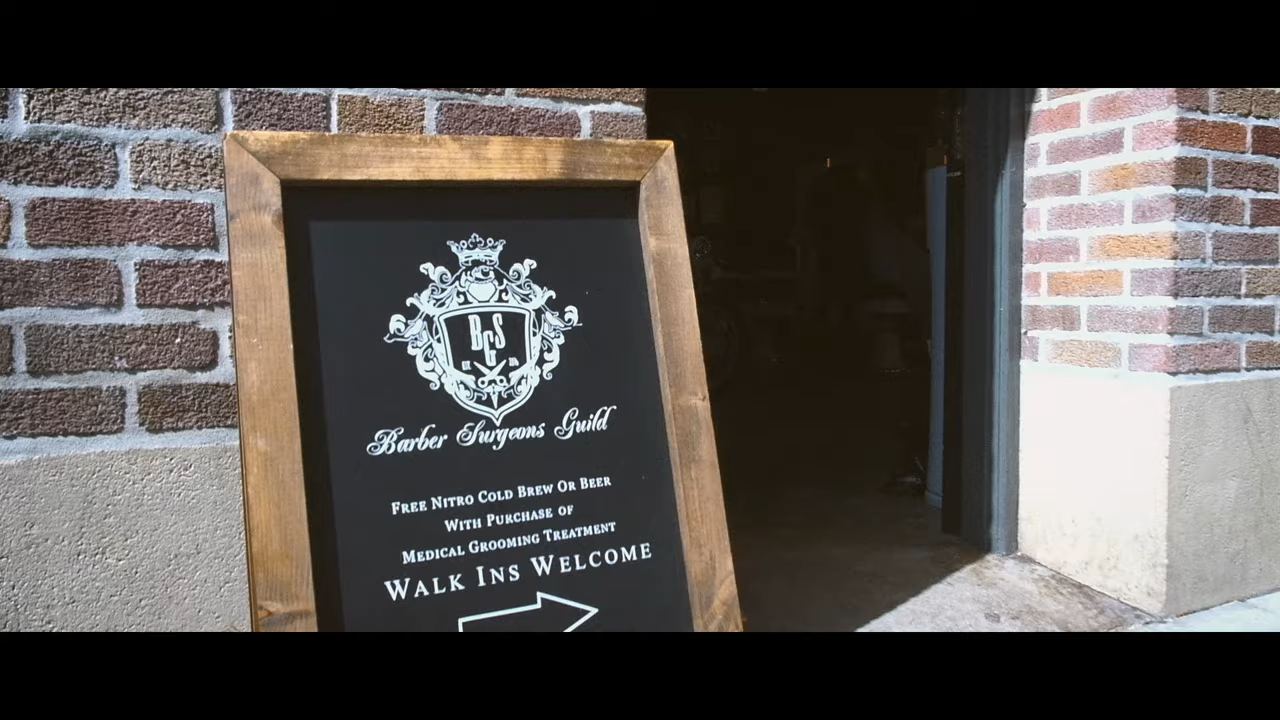 BGS
Barber Surgeons Guild
Free Nitro Cold Brew Or Beer
With Purchase of
Medical Grooming Treatment
Walk Ins Welcome